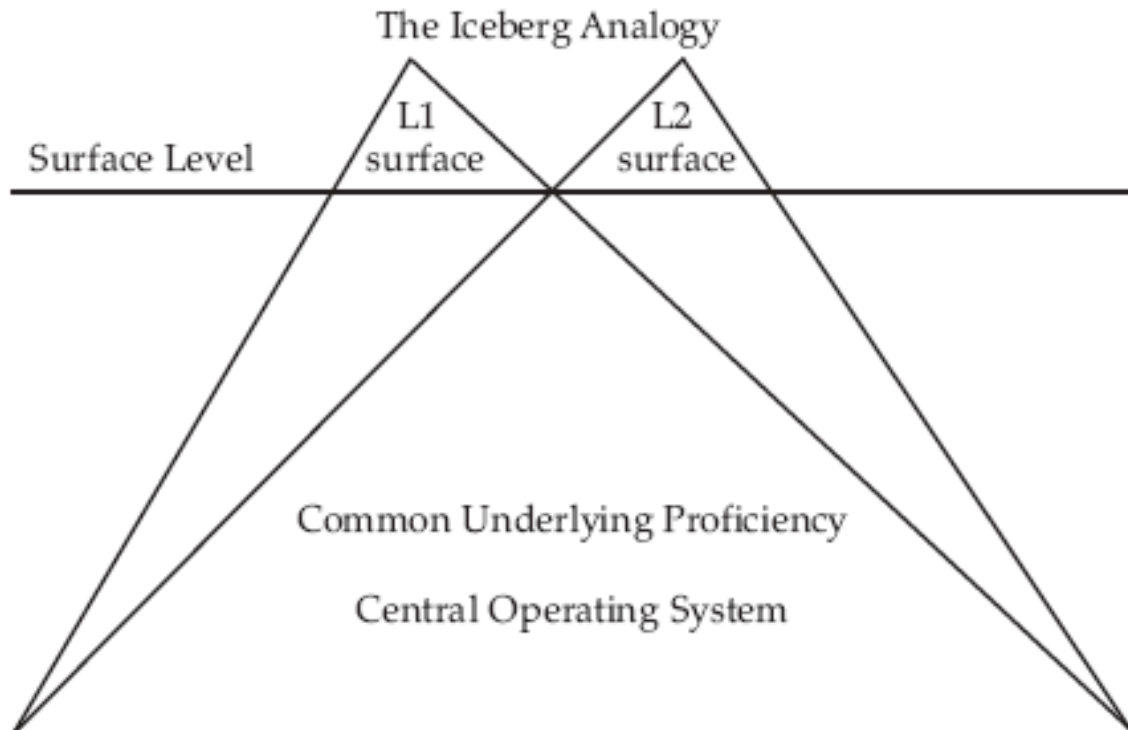 The Iceberg Analogy
L1
surface
L2
surface
Surface Level
Common Underlying Proficiency
Central Operating System